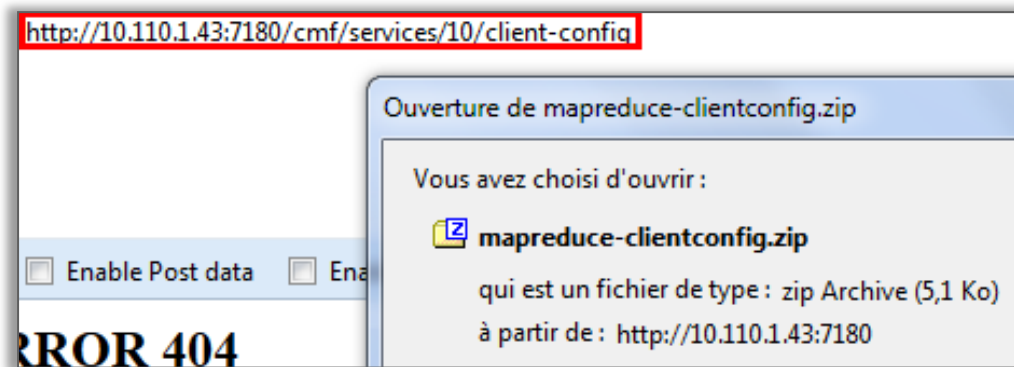 http://10.110.1.43:7180/cmf/services/10/client-config
Ouverture de mapreduce-clientconfig.zip
Vous avez choisi d'ouvrir :
mapreduce-clientconfig.zip
Enable Post data Ena
qui est un fichier de type : zip Archive (5,1 Ko)
à partir de : http://10.110.1.43:7180
RROR 404